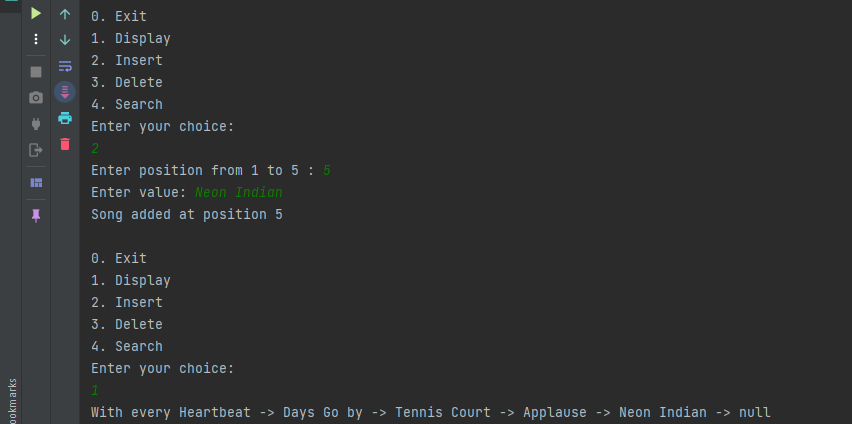 0. Exit
1. Display
2. Insert
3. Delete
4. Search
Enter your choice:
2
Enter position from 1 to 5 : 5
Enter value: Neon Indian
Song added at position 5
0. Exit
1. Display
2. Insert
3. Delete
4. Search
Enter your choice:
1
With every Heartbeat -> Days Go by -> Tennis Court -> Applause -> Neon Indian -> null
ookmarks